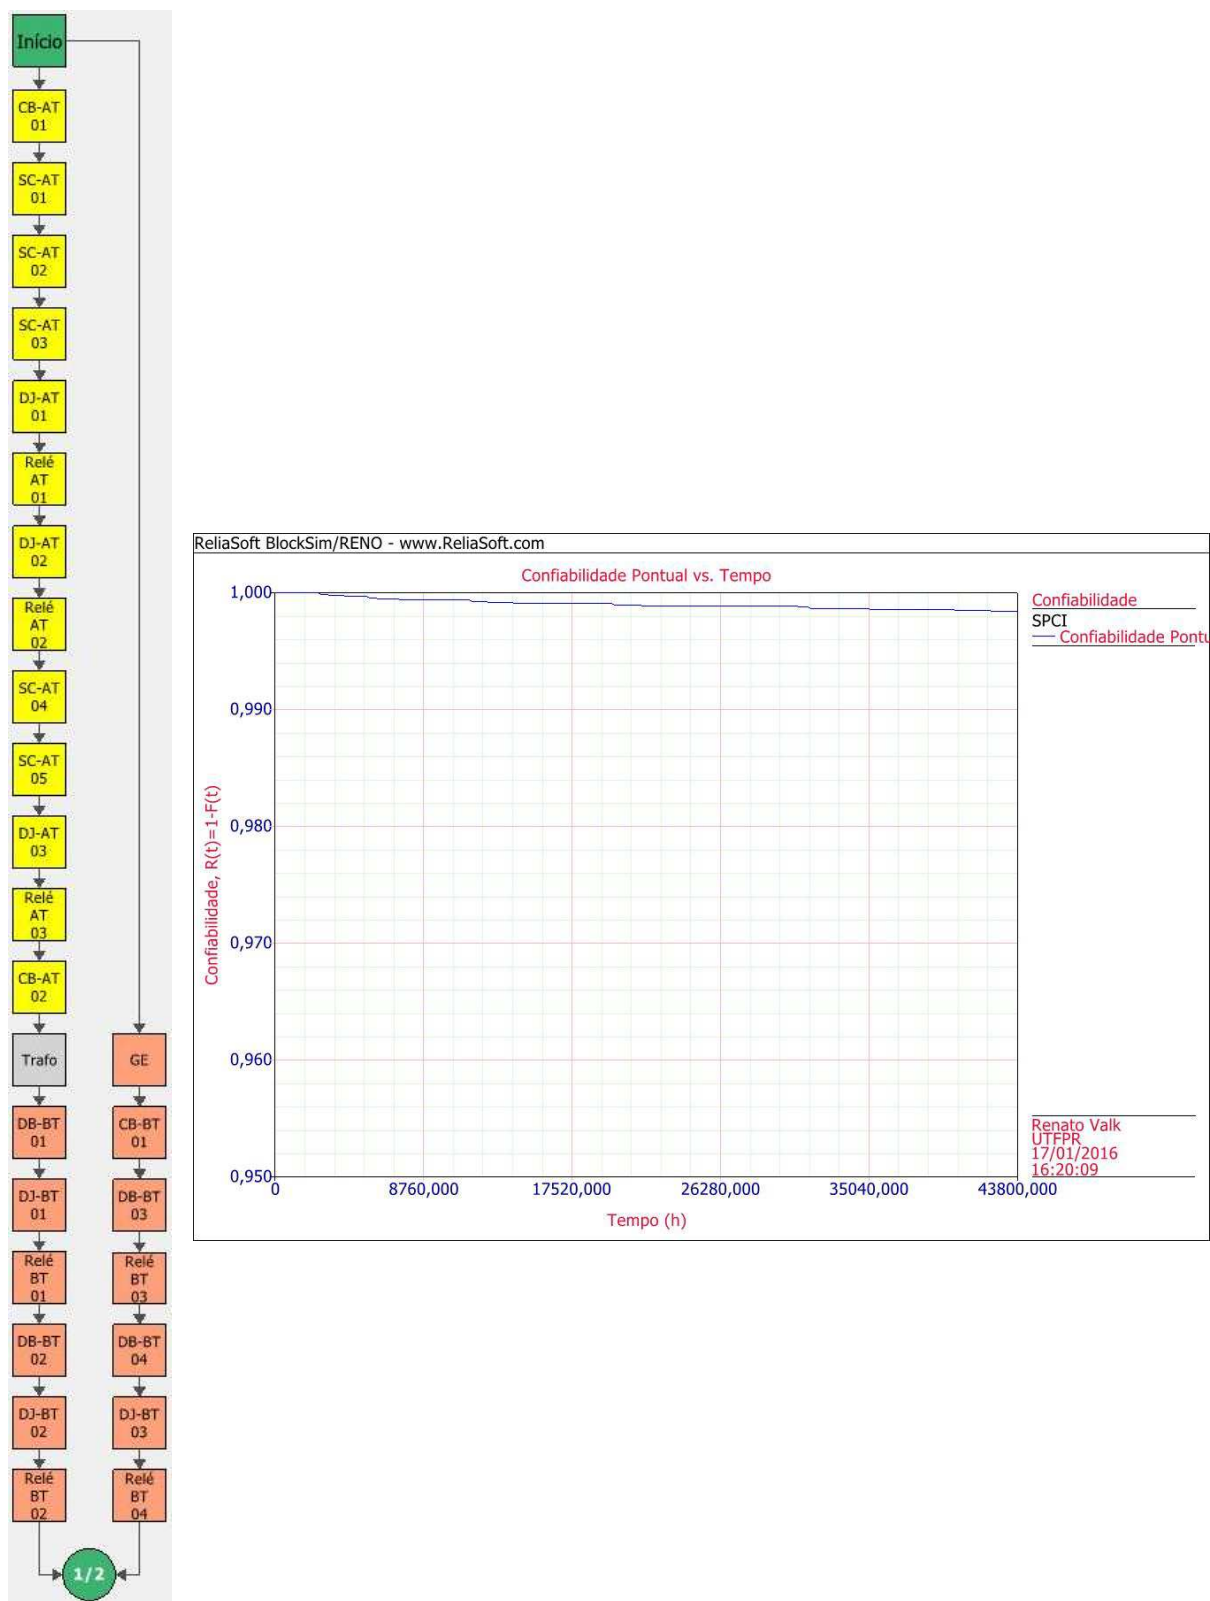 Início
CB-AT
01
SC-AT
01
SC-AT
02
SC-AT
03
DJ-AT
01
Relé
AT
01
DJ-AT
02
Relé
AT
02
SC-AT
04
SC-AT
05
DJ-AT
03
Relé
AT
03
CB-AT
02
Trafo
DB-BT
01
DJ-BT
01
Relé
BT
01
DB-BT
02
DJ-BT
02
Relé
BT
02
GE
CB-BT
01
DB-BT
03
Relé
BT
03
DB-BT
04
DJ-BT
03
Relé
BT
04
1/2
ReliaSoft BlockSim/RENO - www.ReliaSoft.com
Confiabilidade Pontual vs. Tempo
Confiabilidade, R(t)=1-F(t)
1,000
0,990
0,980
0,970
0,960
0,950
0
8760,000
17520,000
26280,000
35040,000
43800,000
Tempo (h)
Confiabilidade
SPCI
Confiabilidade Pontu
Renato Valk
UTFPR
17/01/2016
16:20:09